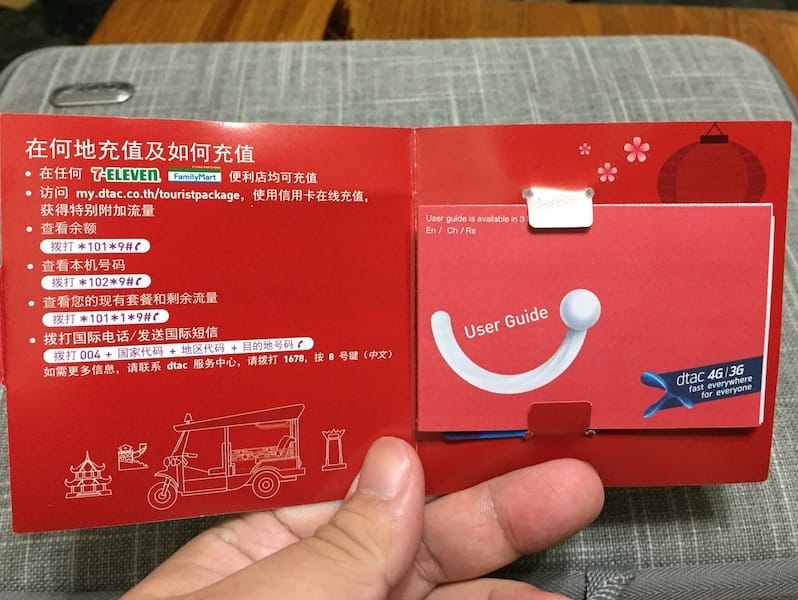 在何地充值及如何充值
• 在任何 7-ELEVEN. FamilyMart 便利店均可充值
• 访问 my.dtac.co.th/touristpackage, 使用信用卡在线充值,
获得特别附加流量
• 查看余额
拨打 *101*9#
• 查看本机号码
拨打 *102*9#
• 查看您的现有套餐和剩余流量
拨打 *101*1*9#
• 拨打国际电话/发送国际短信
拨打 004 + 国家代码 + 地区代码 + 目的地号码
如需更多信息, 请联系 dtac 服务中心, 请拨打 1678, 按 8 号键 (中文)
User guide is available in 3
En / Ch / Rs
User Guide
dtac 4G|3G
fast everywhere
for everyone